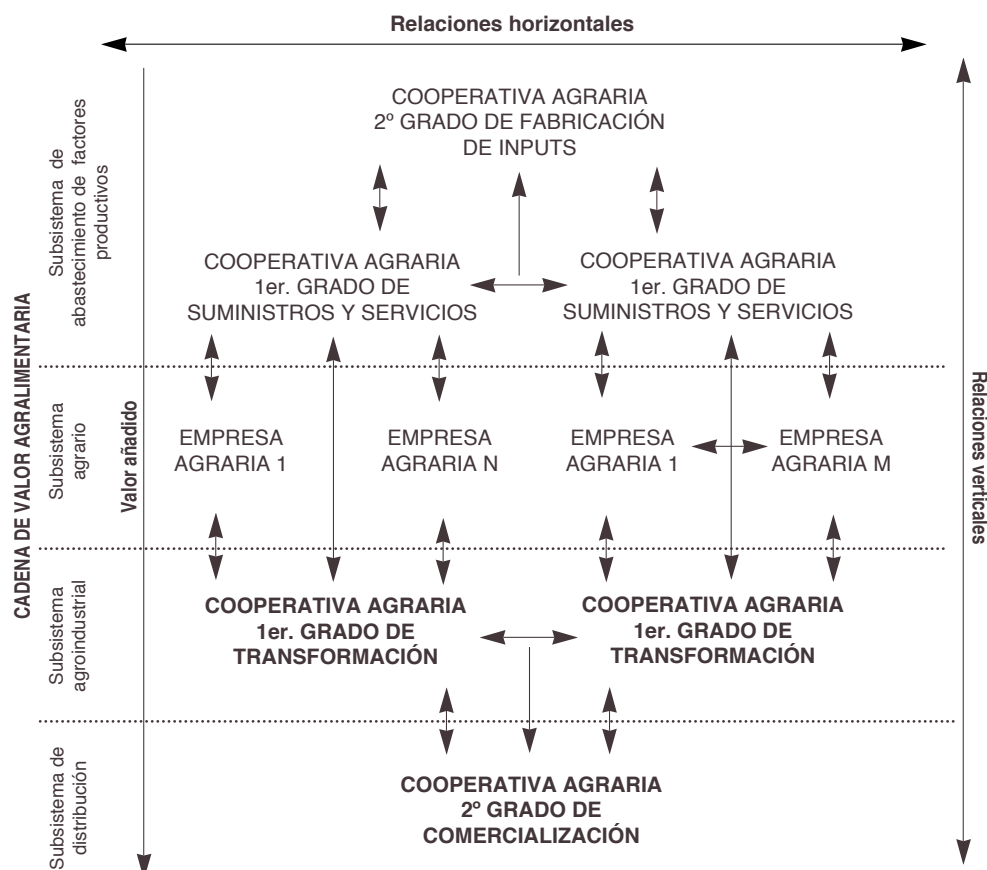 Relaciones horizontales
COOPERATIVA AGRARIA
2º GRADO DE FABRICACIÓN
DE INPUTS
Subsistema de
abastecimiento de factores
productivos
COOPERATIVA AGRARIA
1er. GRADO DE
SUMINISTROS Y SERVICIOS
COOPERATIVA AGRARIA
1er. GRADO DE
SUMINISTROS Y SERVICIOS
CADENA DE VALOR AGRALIMENTARIA
Valor añadido
Relaciones verticales
Subsistema
agrario
EMPRESA
AGRARIA 1
EMPRESA
AGRARIA N
EMPRESA
AGRARIA 1
EMPRESA
AGRARIA M
Subsistema
agroindustrial
COOPERATIVA AGRARIA
1er. GRADO DE
TRANSFORMACIÓN
COOPERATIVA AGRARIA
1er. GRADO DE
TRANSFORMACIÓN
Subsistema de
distribución
COOPERATIVA AGRARIA
2º GRADO DE
COMERCIALIZACIÓN